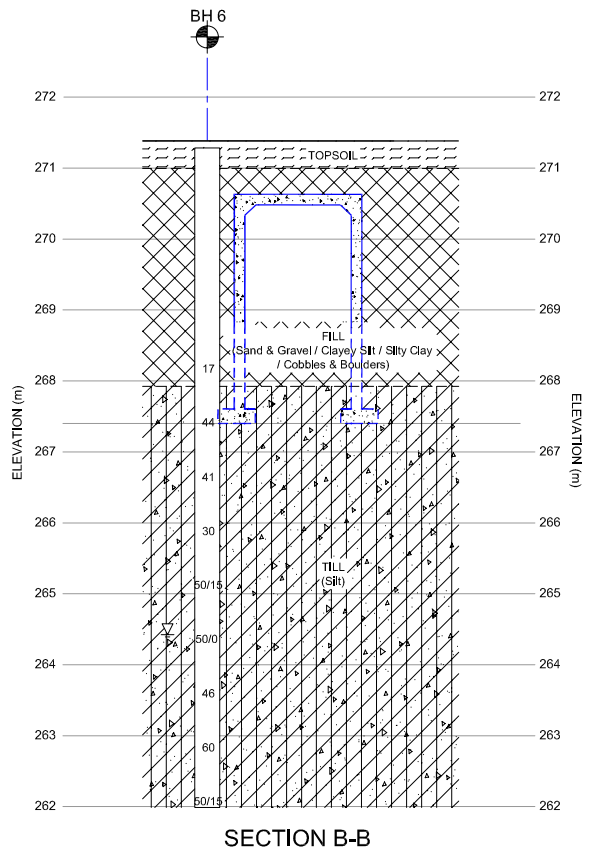 BH 6
272 272
TOPSOIL
271 271
270 270
269 269
FILL
(Sand & Gravel / Clayey Silt / Silty Clay
/ Cobbles & Boulders)
17
268 268
ELEVATION (m) ELEVATION (m)
44
267 267
41
266 266
30
TILL
(Silt)
50/15
265 265
50/0
264 264
46
263 263
60
50/15
262 262
SECTION B-B